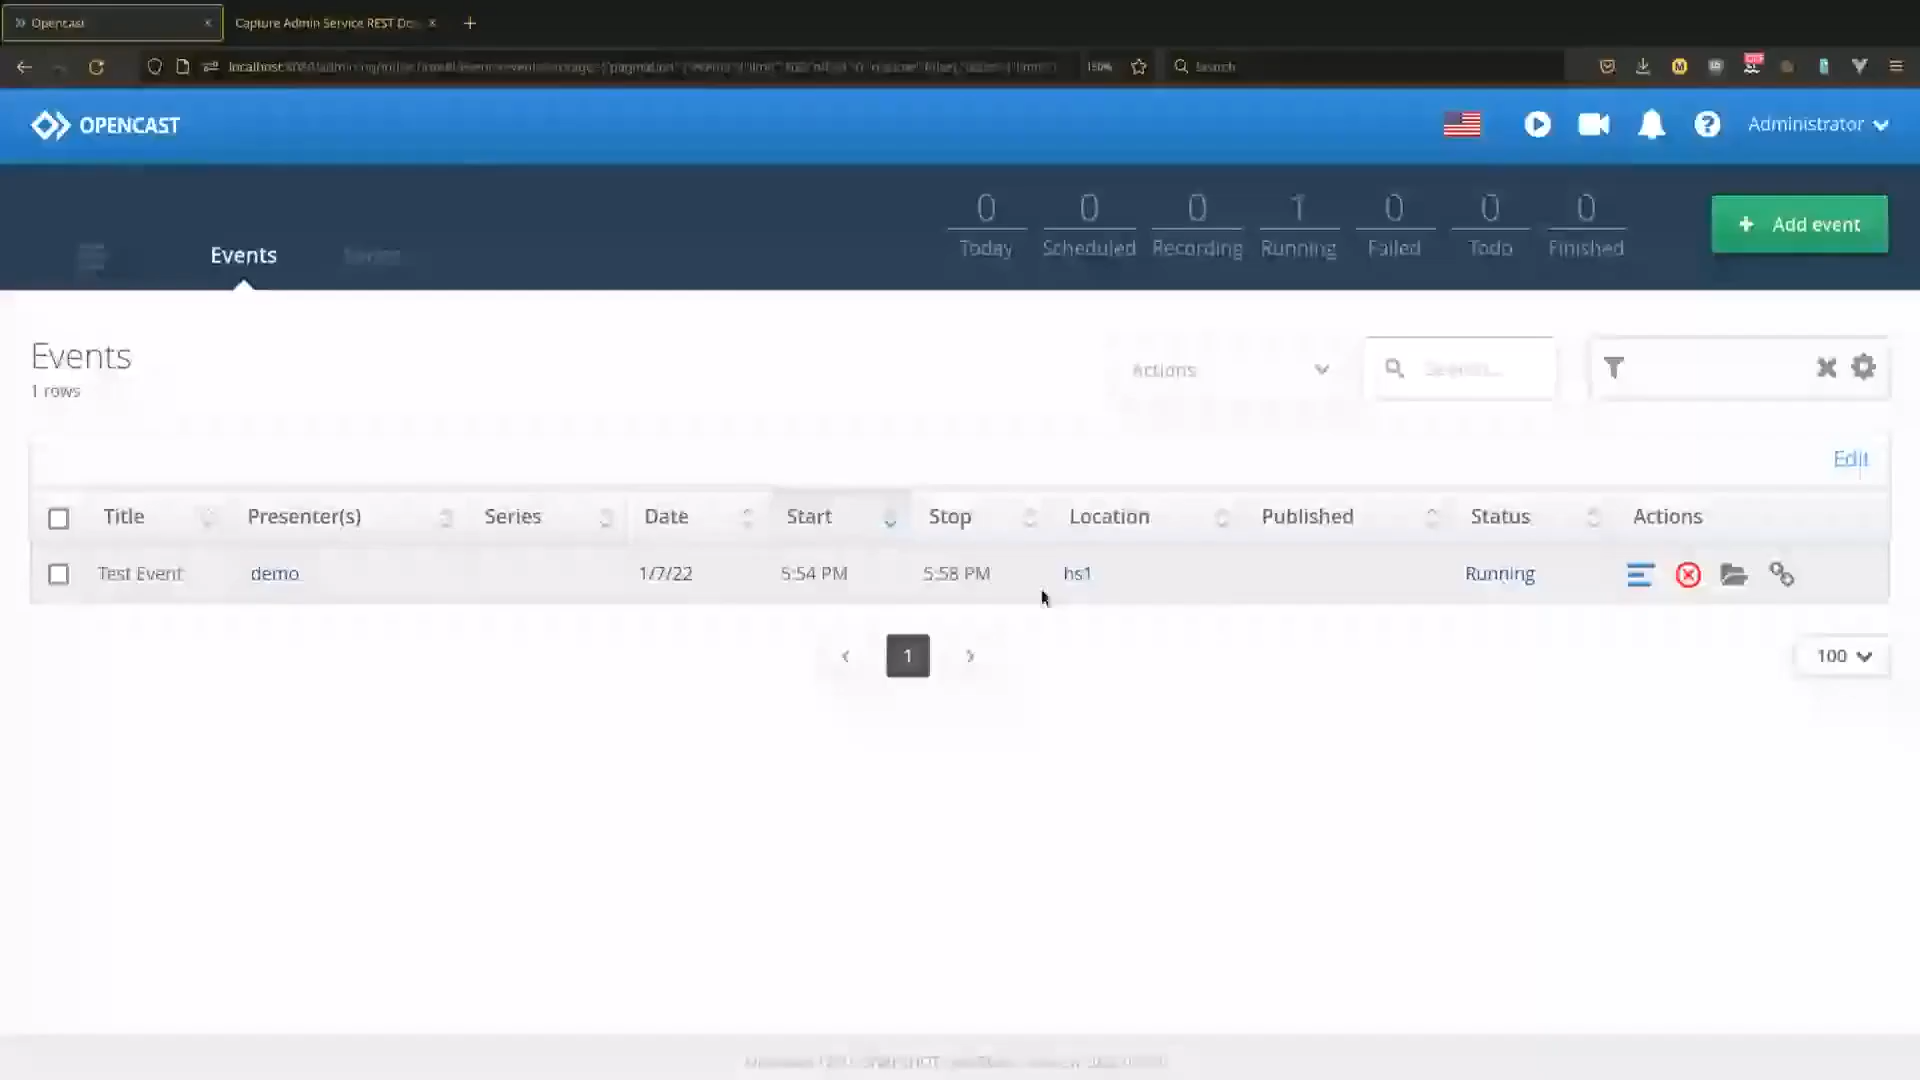 Opencast
Capture Admin Service REST Do
localhost
150%
Search
OPENCAST
Administrator
0 0 0 1 0 0 0
Today Scheduled Recording Running Failed Todo Finished
+ Add event
Events
Events
1 rows
Actions
Search...
Edit
Title Presenter(s) Series Date Start Stop Location Published Status Actions
Test Event demo 1/7/22 5:54 PM 5:58 PM hs1 Running
1
100